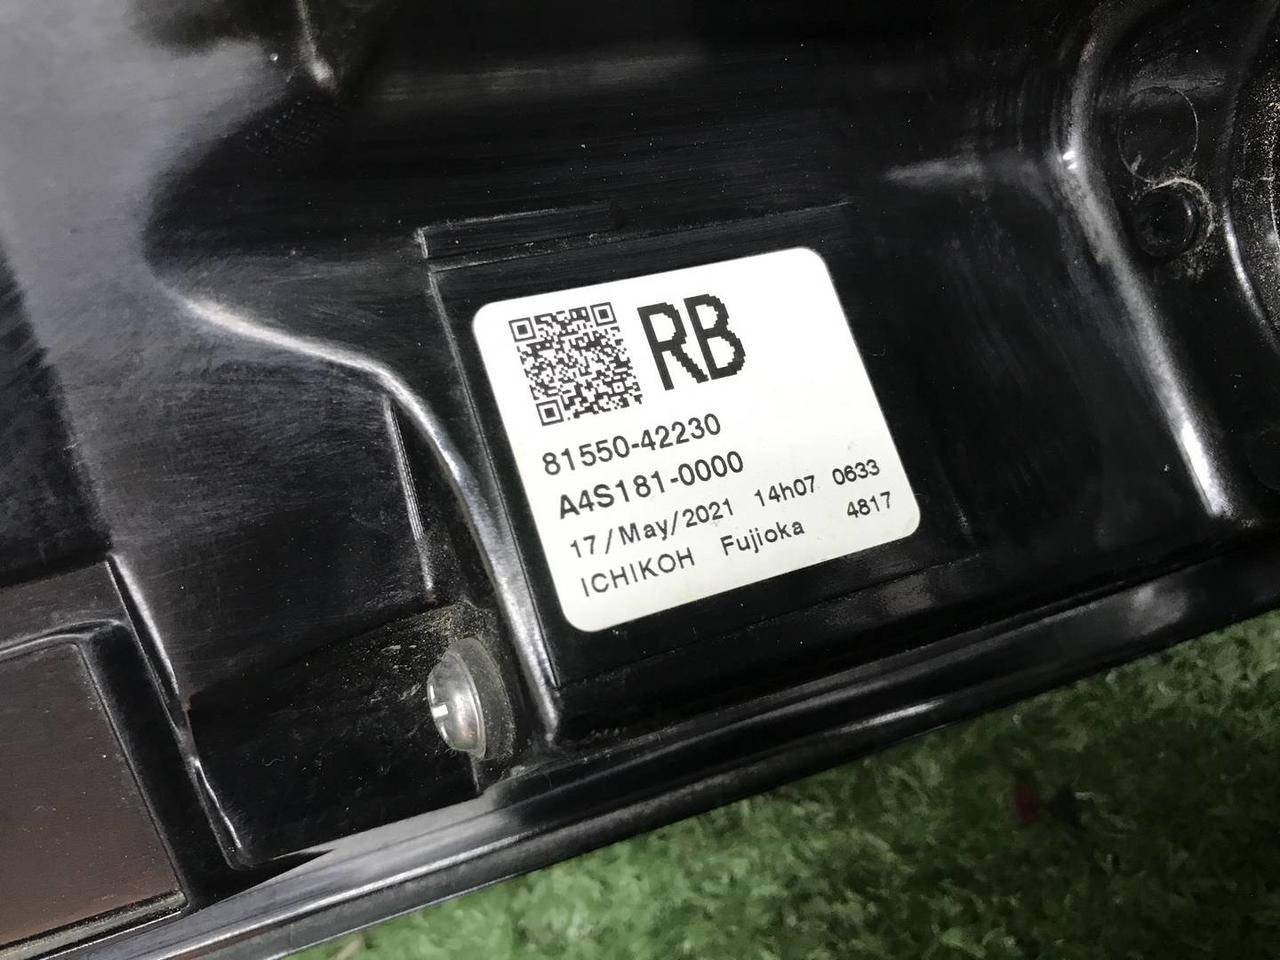 RB
81550-42230
A4S181-0000
17/May/2021 14h07 0633
ICHIKOH Fujioka 4817